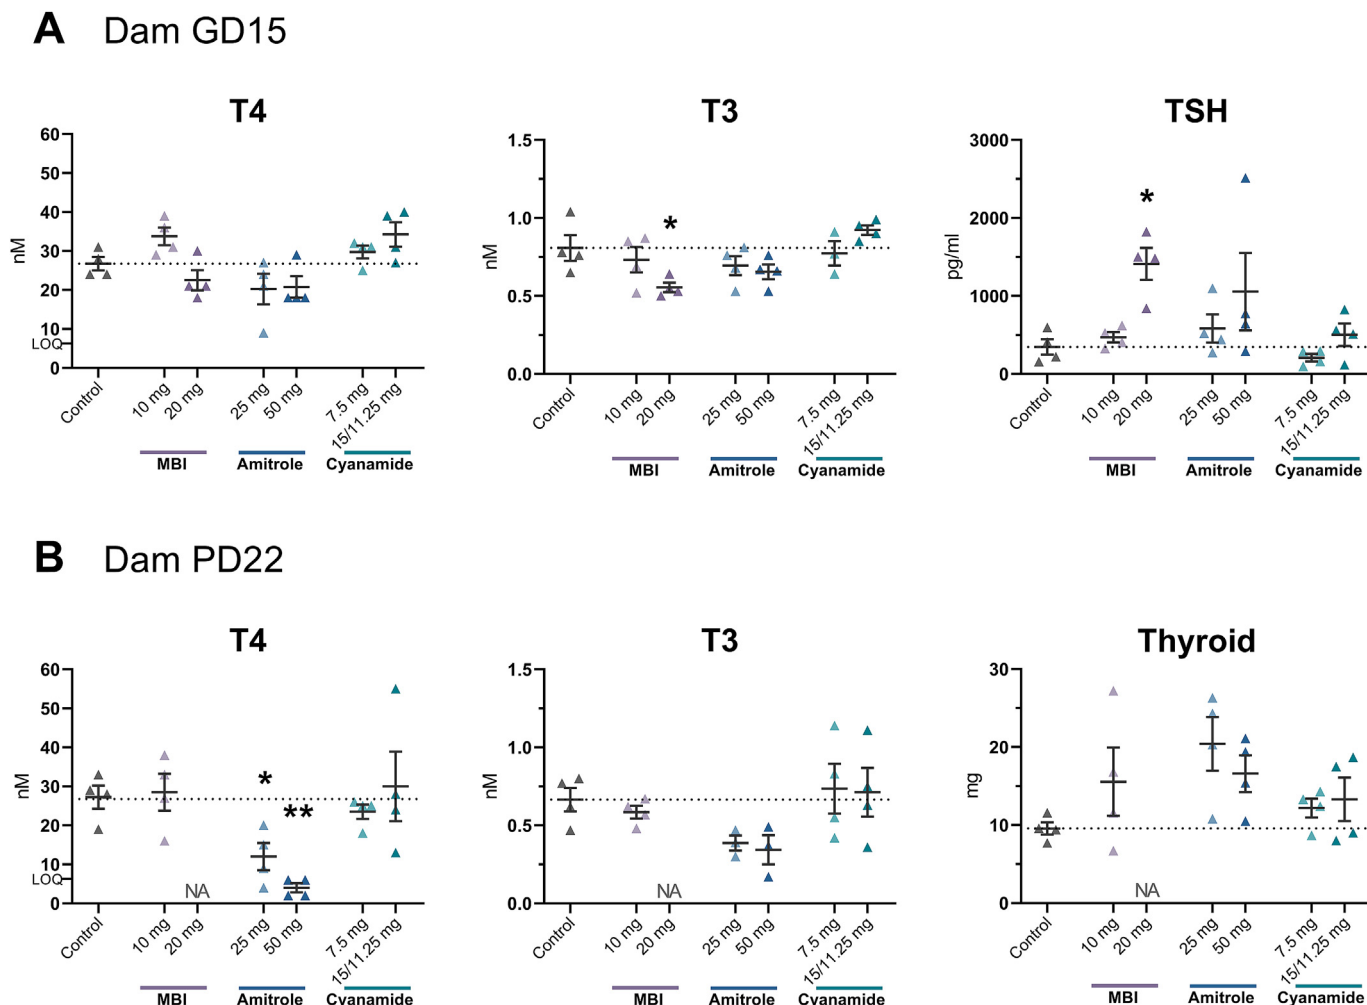 A Dam GD15
T4 T3 TSH
60
50
40
30
20
10
LOQ
0
nM
Control
10 mg
20 mg
25 mg
50 mg
7.5 mg
15/11.25 mg
MBI Amitrole Cyanamide
1.5
1.0
0.5
0.0
nM
*
Control
10 mg
20 mg
25 mg
50 mg
7.5 mg
15/11.25 mg
MBI Amitrole Cyanamide
3000
2000
1000
0
pg/ml
*
Control
10 mg
20 mg
25 mg
50 mg
7.5 mg
15/11.25 mg
MBI Amitrole Cyanamide
B Dam PD22
T4 T3 Thyroid
60
50
40
30
20
10
LOQ
0
nM
*
**
NA
Control
10 mg
20 mg
25 mg
50 mg
7.5 mg
15/11.25 mg
MBI Amitrole Cyanamide
1.5
1.0
0.5
0.0
nM
NA
Control
10 mg
20 mg
25 mg
50 mg
7.5 mg
15/11.25 mg
MBI Amitrole Cyanamide
30
20
10
0
mg
NA
Control
10 mg
20 mg
25 mg
50 mg
7.5 mg
15/11.25 mg
MBI Amitrole Cyanamide